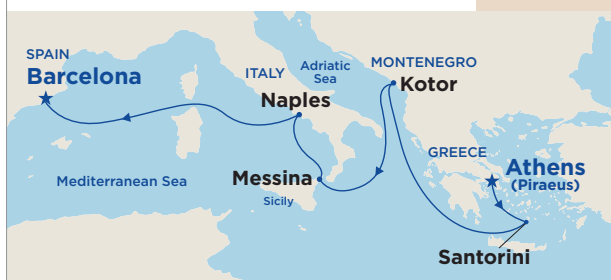 SPAIN
Barcelona
ITALY
Adriatic
Sea
MONTENEGRO
Kotor
Naples
GREECE
Athens
(Piraeus)
Mediterranean Sea
Messina
Sicily
Santorini